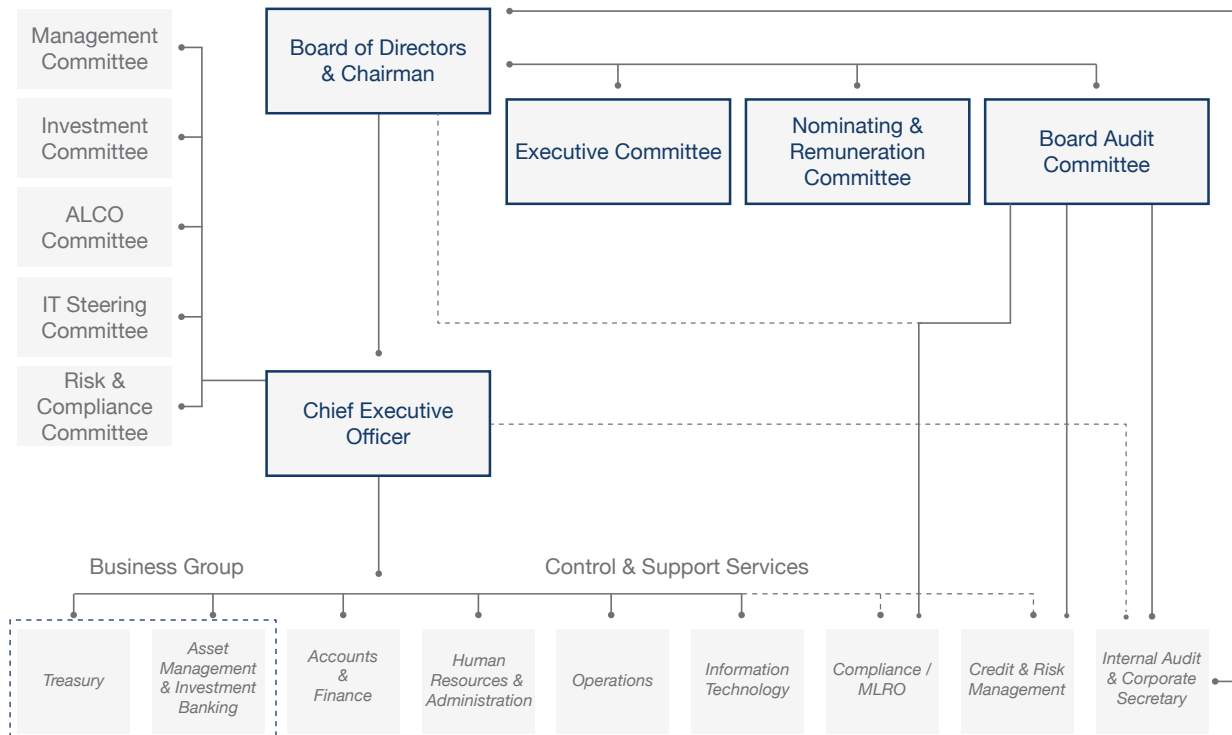 Management
Committee
Investment
Committee
ALCO
Committee
IT Steering
Committee
Risk &
Compliance
Committee
Board of Directors
& Chairman
Executive Committee
Nominating &
Remuneration
Committee
Board Audit
Committee
Chief Executive
Officer
Business Group
Control & Support Services
Treasury
Asset
Management
& Investment
Banking
Accounts
&
Finance
Human
Resources &
Administration
Operations
Information
Technology
Compliance /
MLRO
Credit & Risk
Management
Internal Audit
& Corporate
Secretary